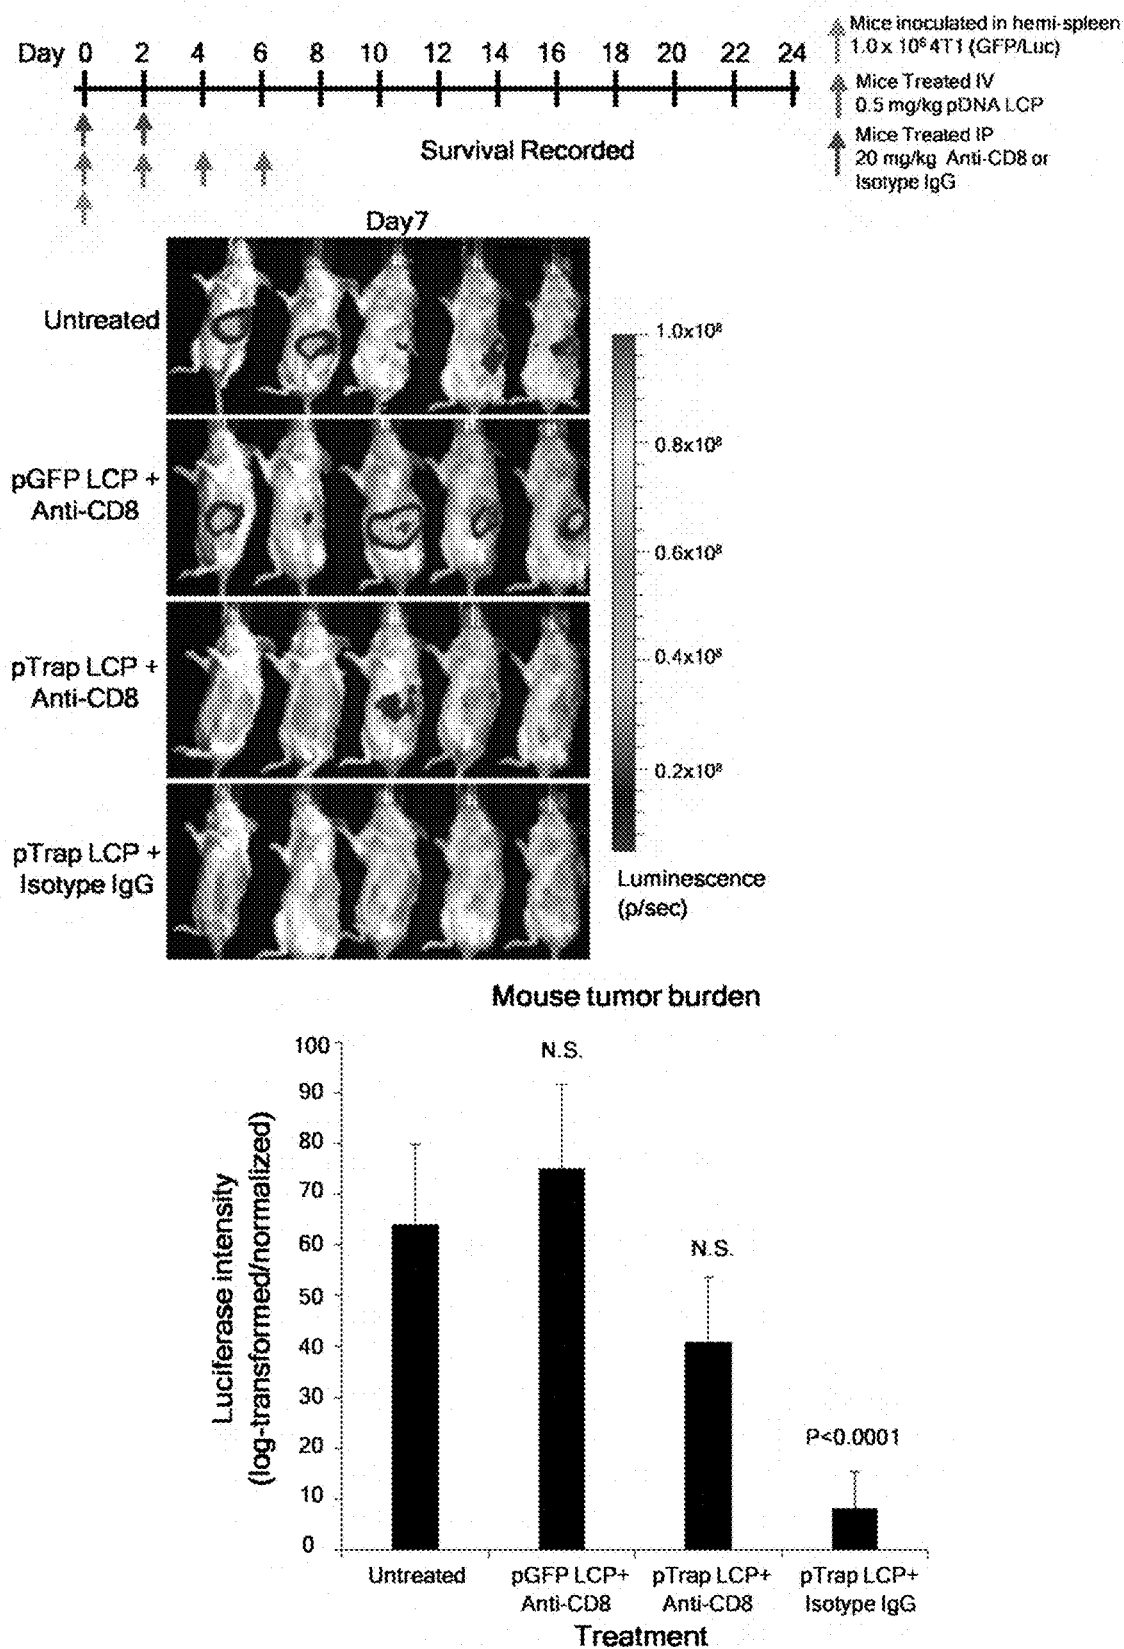 Day 0 2 4 6 8 10 12 14 16 18 20 22 24
Mice inoculated in hemi-spleen
1.0 x 10⁶ 4T1 (GFP/Luc)
Mice Treated IV
0.5 mg/kg pDNA LCP
Mice Treated IP
20 mg/kg Anti-CD8 or
Isotype IgG
Survival Recorded
Day7
Untreated
pGFP LCP +
Anti-CD8
pTrap LCP +
Anti-CD8
pTrap LCP +
Isotype IgG
1.0x10⁸
0.8x10⁸
0.6x10⁸
0.4x10⁸
0.2x10⁸
Luminescence
(p/sec)
Mouse tumor burden
Luciferase intensity
(log-transformed/normalized)
100
90
80
70
60
50
40
30
20
10
0
N.S.
N.S.
P<0.0001
Untreated
pGFP LCP+
Anti-CD8
pTrap LCP+
Anti-CD8
pTrap LCP+
Isotype IgG
Treatment